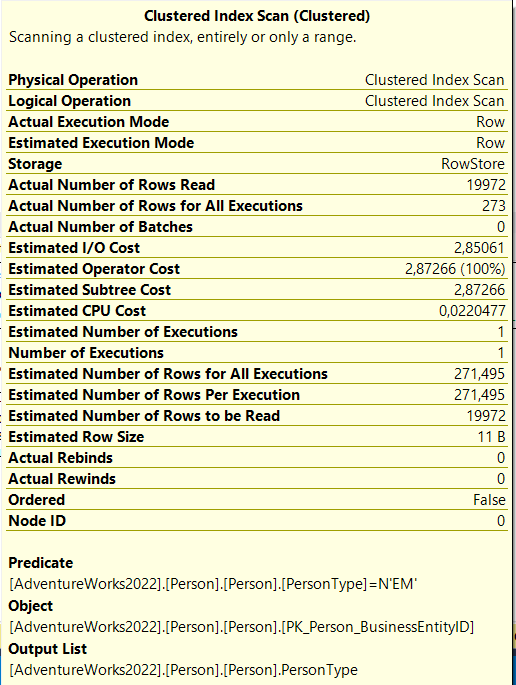 Clustered Index Scan (Clustered)
Scanning a clustered index, entirely or only a range.
Physical Operation Clustered Index Scan
Logical Operation Clustered Index Scan
Actual Execution Mode Row
Estimated Execution Mode Row
Storage RowStore
Actual Number of Rows Read 19972
Actual Number of Rows for All Executions 273
Actual Number of Batches 0
Estimated I/O Cost 2,85061
Estimated Operator Cost 2,87266 (100%)
Estimated Subtree Cost 2,87266
Estimated CPU Cost 0,0220477
Estimated Number of Executions 1
Number of Executions 1
Estimated Number of Rows for All Executions 271,495
Estimated Number of Rows Per Execution 271,495
Estimated Number of Rows to be Read 19972
Estimated Row Size 11 B
Actual Rebinds 0
Actual Rewinds 0
Ordered False
Node ID 0
Predicate
[AdventureWorks2022].[Person].[Person].[PersonType]=N'EM'
Object
[AdventureWorks2022].[Person].[Person].[PK_Person_BusinessEntityID]
Output List
[AdventureWorks2022].[Person].[Person].PersonType